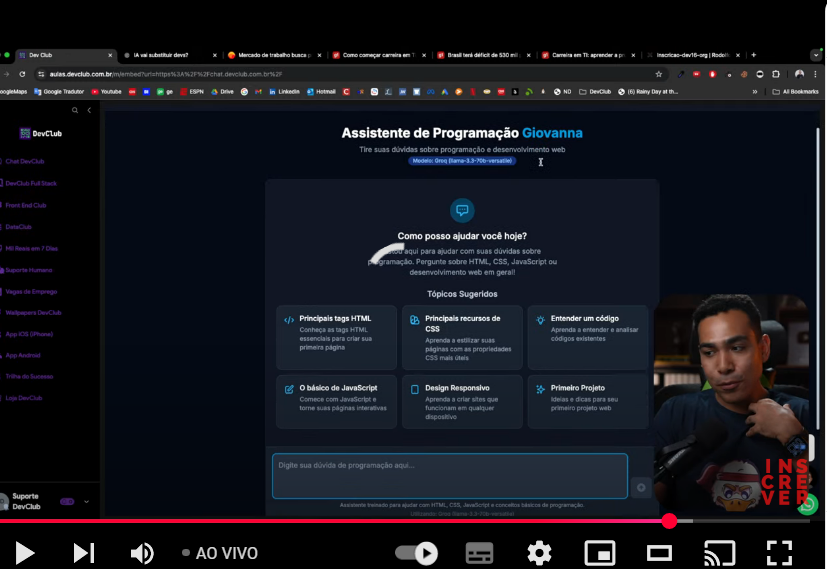 Dev Club
IA vai substituir devs?
Mercado de trabalho busca p
Como começar carreira em T
Brasil terá déficit de 530 mil
Carreira em TI: aprender a pr
inscricao-dev16-org | Rodolf
aulas.devclub.com.br/m/embed?url=https%3A%2F%2Fchat.devclub.com.br%2F
oogleMaps
Google Tradutor
Youtube
ge
ESPN
Drive
LinkedIn
Hotmail
NO
DevClub
(6) Rainy Day at th...
All Bookmarks
DevClub
Chat DevClub
DevClub Full Stack
Front End Club
DataClub
Mil Reais em 7 Dias
Suporte Humano
Vagas de Emprego
Wallpapers DevClub
App iOS (iPhone)
App Android
Trilha do Sucesso
Loja DevClub
Suporte
DevClub
Assistente de Programação Giovanna
Tire suas dúvidas sobre programação e desenvolvimento web
Modelo: Groq (llama-3.3-70b-versatile)
Como posso ajudar você hoje?
aqui para ajudar com suas dúvidas sobre
programação. Pergunte sobre HTML, CSS, JavaScript ou
desenvolvimento web em geral!
Tópicos Sugeridos
Principais tags HTML
Conheça as tags HTML
essenciais para criar sua
primeira página
Principais recursos de
CSS
Aprenda a estilizar suas
páginas com as propriedades
CSS mais úteis
Entender um código
Aprenda a entender e analisar
códigos existentes
O básico de JavaScript
Comece com JavaScript e
torne suas páginas interativas
Design Responsivo
Aprenda a criar sites que
funcionam em qualquer
dispositivo
Primeiro Projeto
Ideias e dicas para seu
primeiro projeto web
Digite sua dúvida de programação aqui...
Assistente treinado para ajudar com HTML, CSS, JavaScript e conceitos básicos de programação.
Utilizando: Groq (llama-3.3-70b-versatile)
INS
CRE
VER
AO VIVO